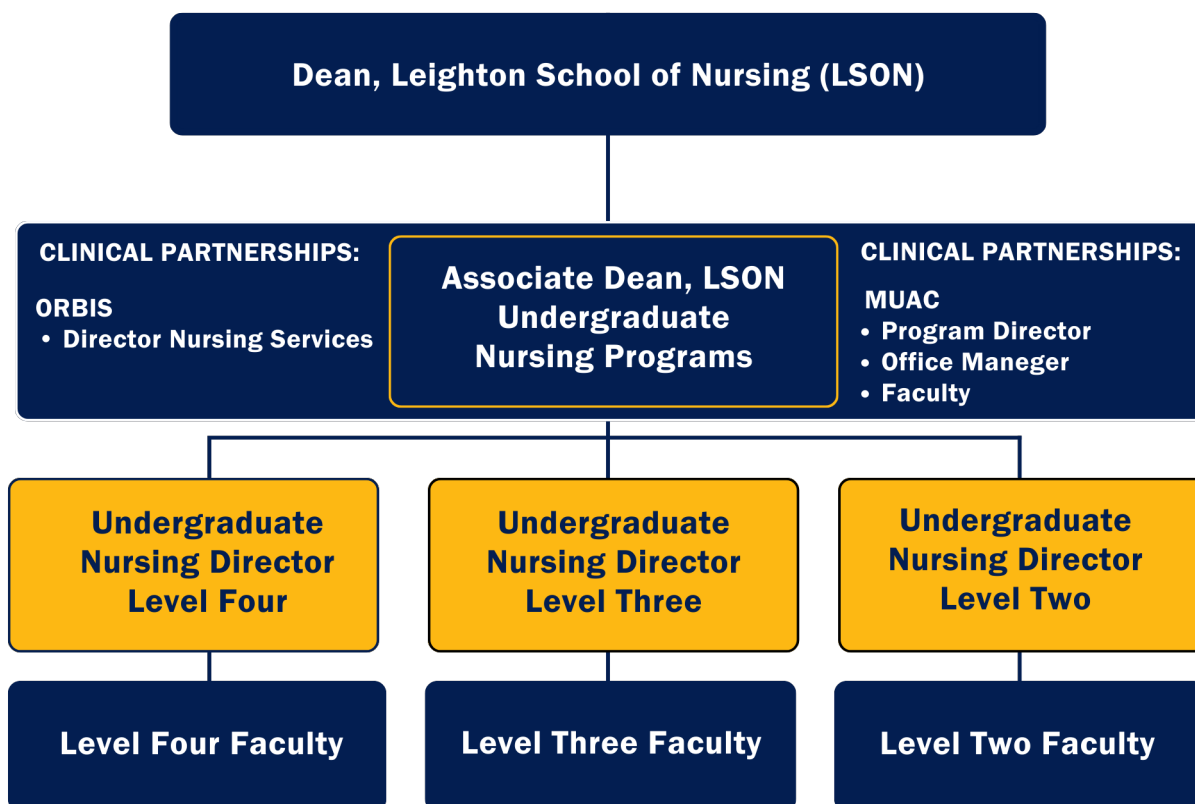 Dean, Leighton School of Nursing (LSON)
CLINICAL PARTNERSHIPS:
ORBIS
• Director Nursing Services
Associate Dean, LSON
Undergraduate
Nursing Programs
CLINICAL PARTNERSHIPS:
MUAC
• Program Director
• Office Maneger
• Faculty
Undergraduate
Nursing Director
Level Four
Undergraduate
Nursing Director
Level Three
Undergraduate
Nursing Director
Level Two
Level Four Faculty
Level Three Faculty
Level Two Faculty